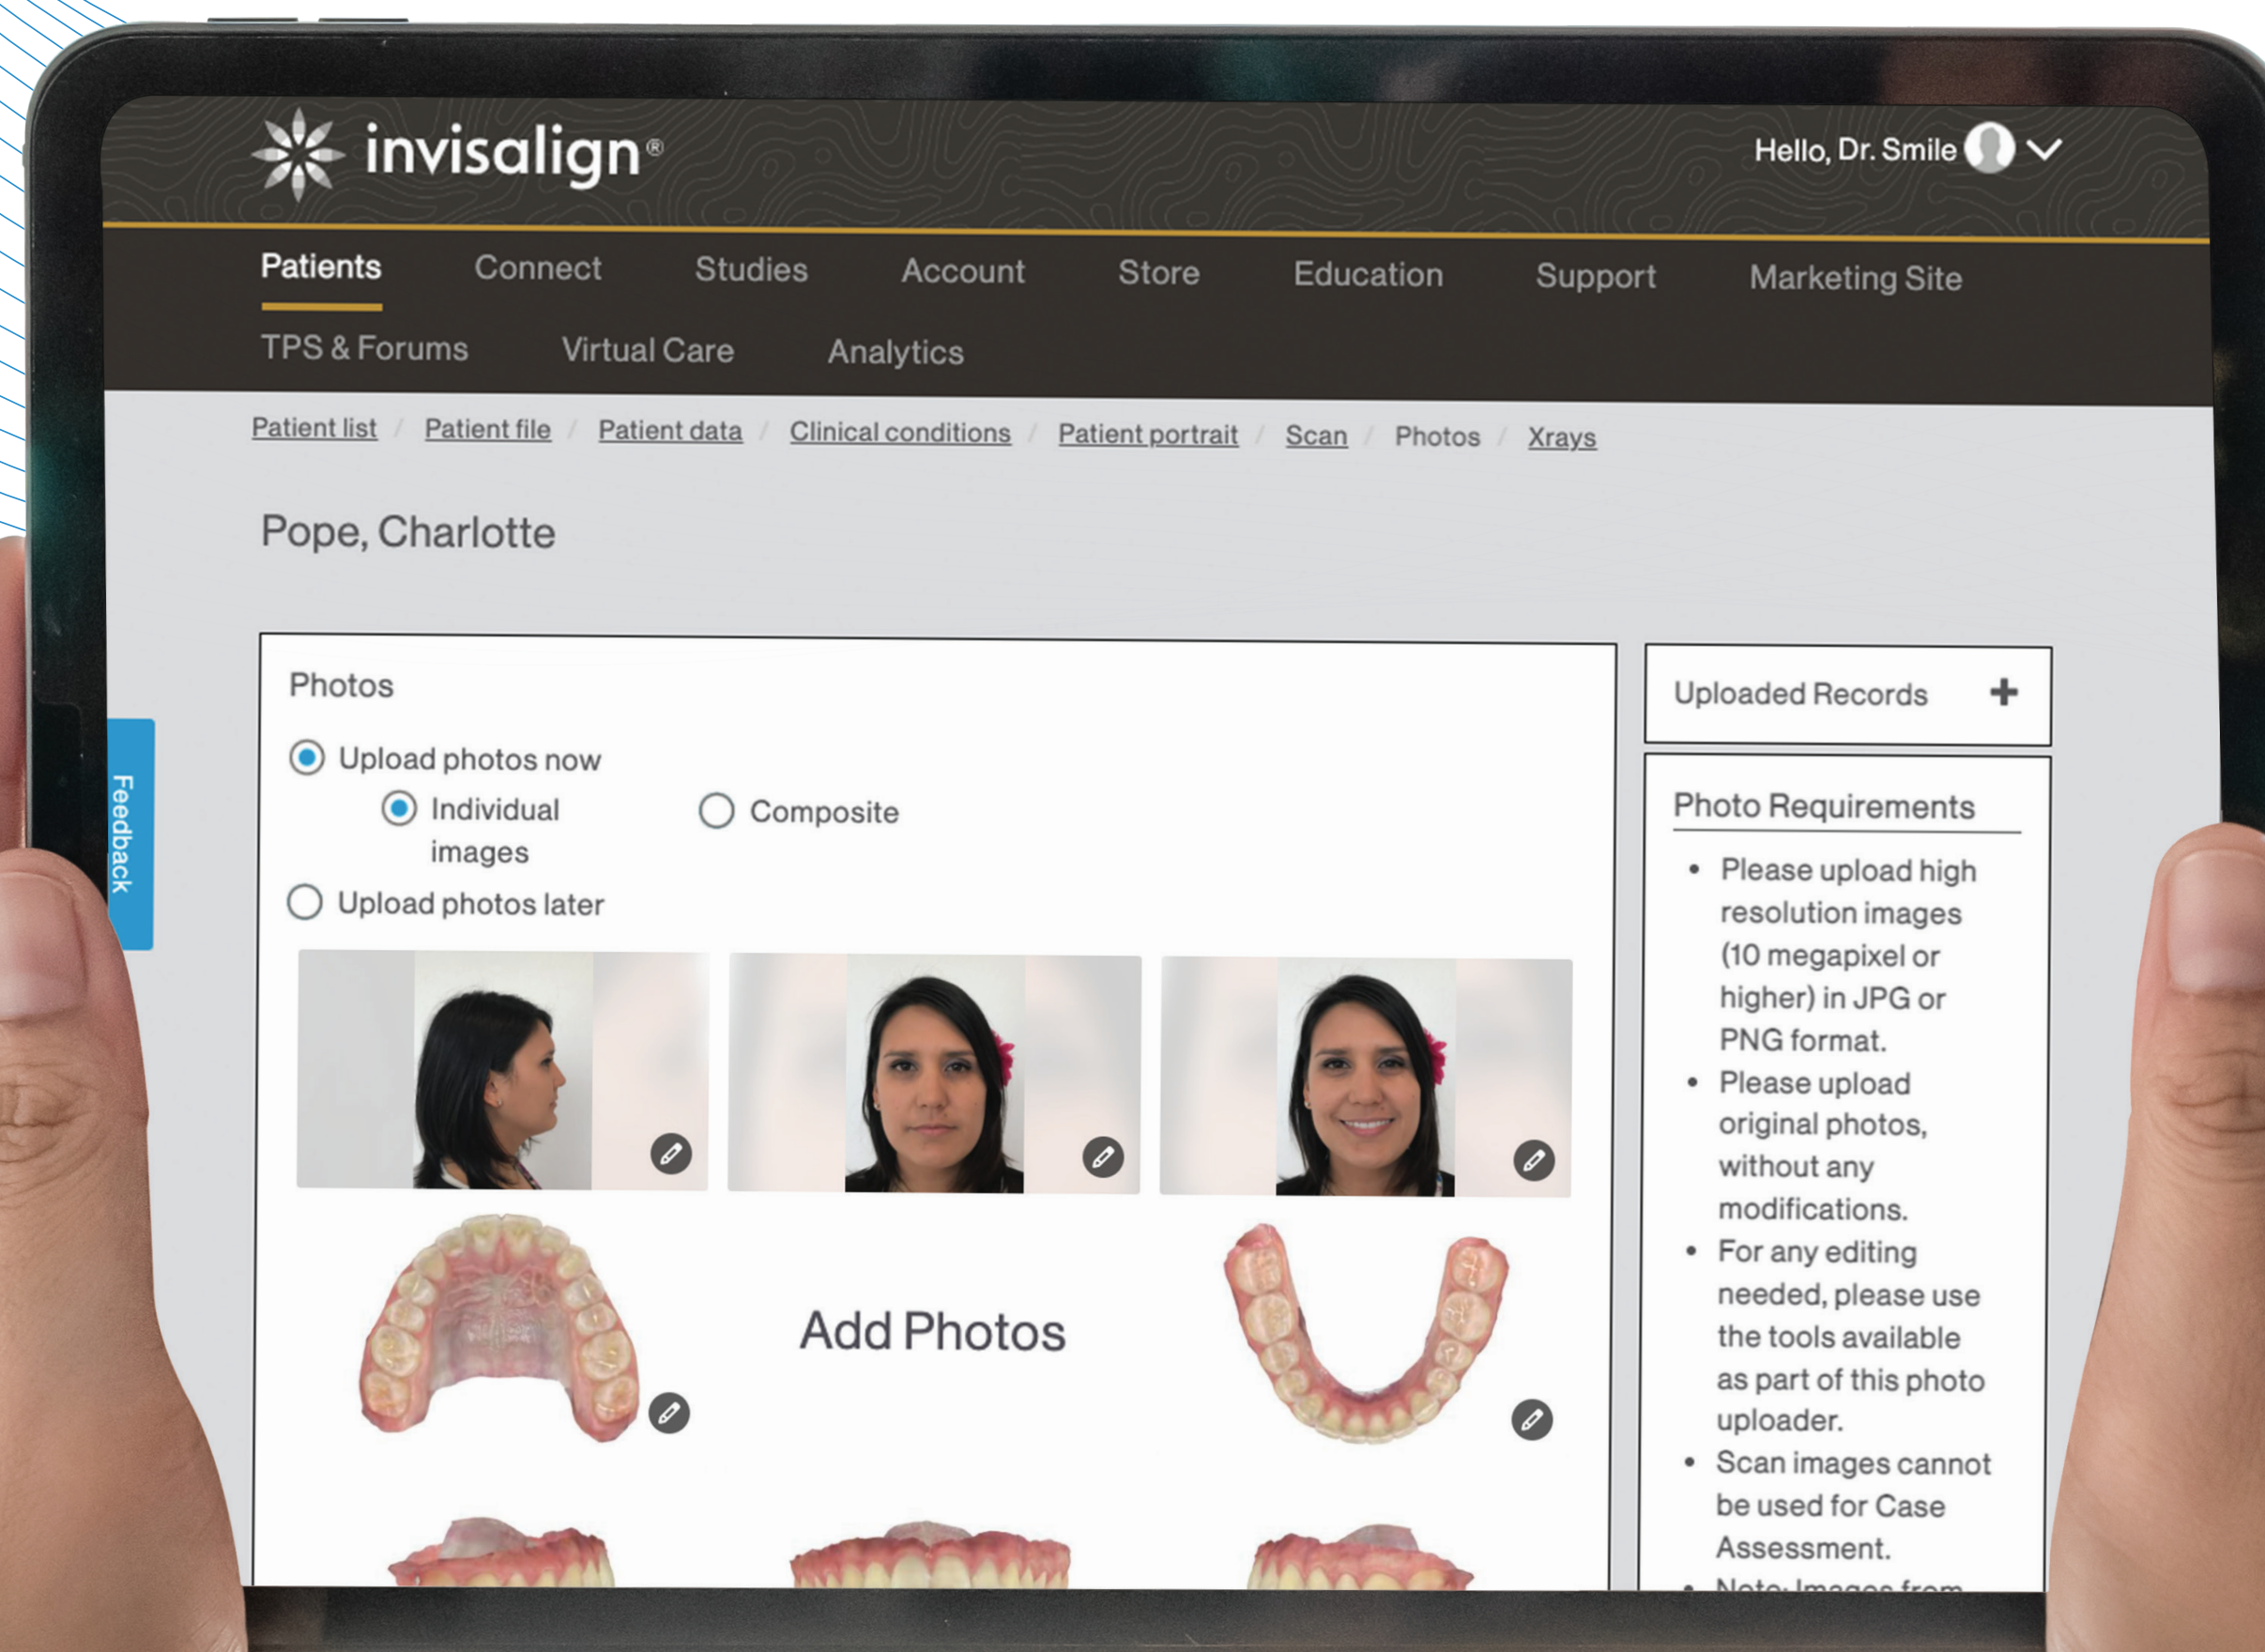 invisalign®
Hello, Dr. Smile
Patients Connect Studies Account Store Education Support Marketing Site
TPS & Forums Virtual Care Analytics
Patient list / Patient file / Patient data / Clinical conditions / Patient portrait / Scan / Photos / Xrays
Pope, Charlotte
Feedback
Photos
Upload photos now
Individual
images
Composite
Upload photos later
Add Photos
Uploaded Records
Photo Requirements
• Please upload high
resolution images
(10 megapixel or
higher) in JPG or
PNG format.
• Please upload
original photos,
without any
modifications.
• For any editing
needed, please use
the tools available
as part of this photo
uploader.
• Scan images cannot
be used for Case
Assessment.
• Note: Images from